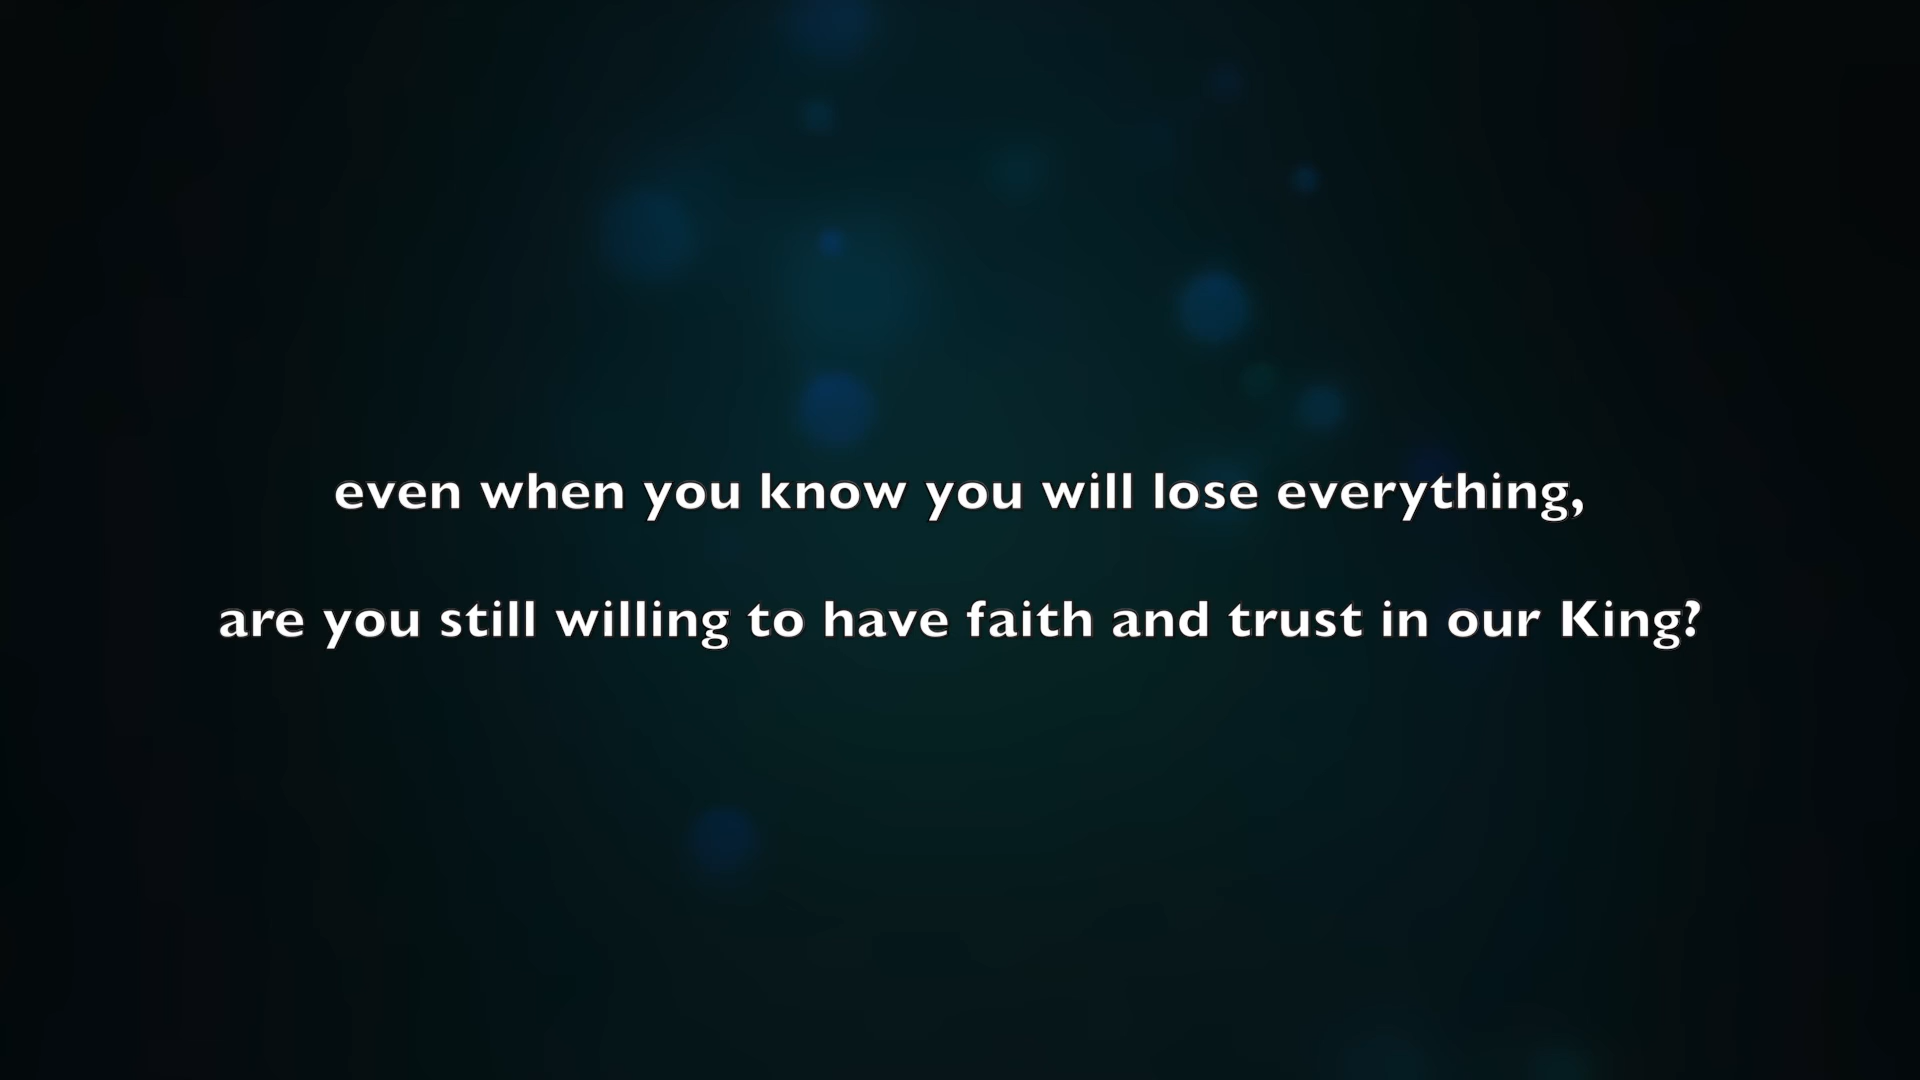 even when you know you will lose everything,
are you still willing to have faith and trust in our King?